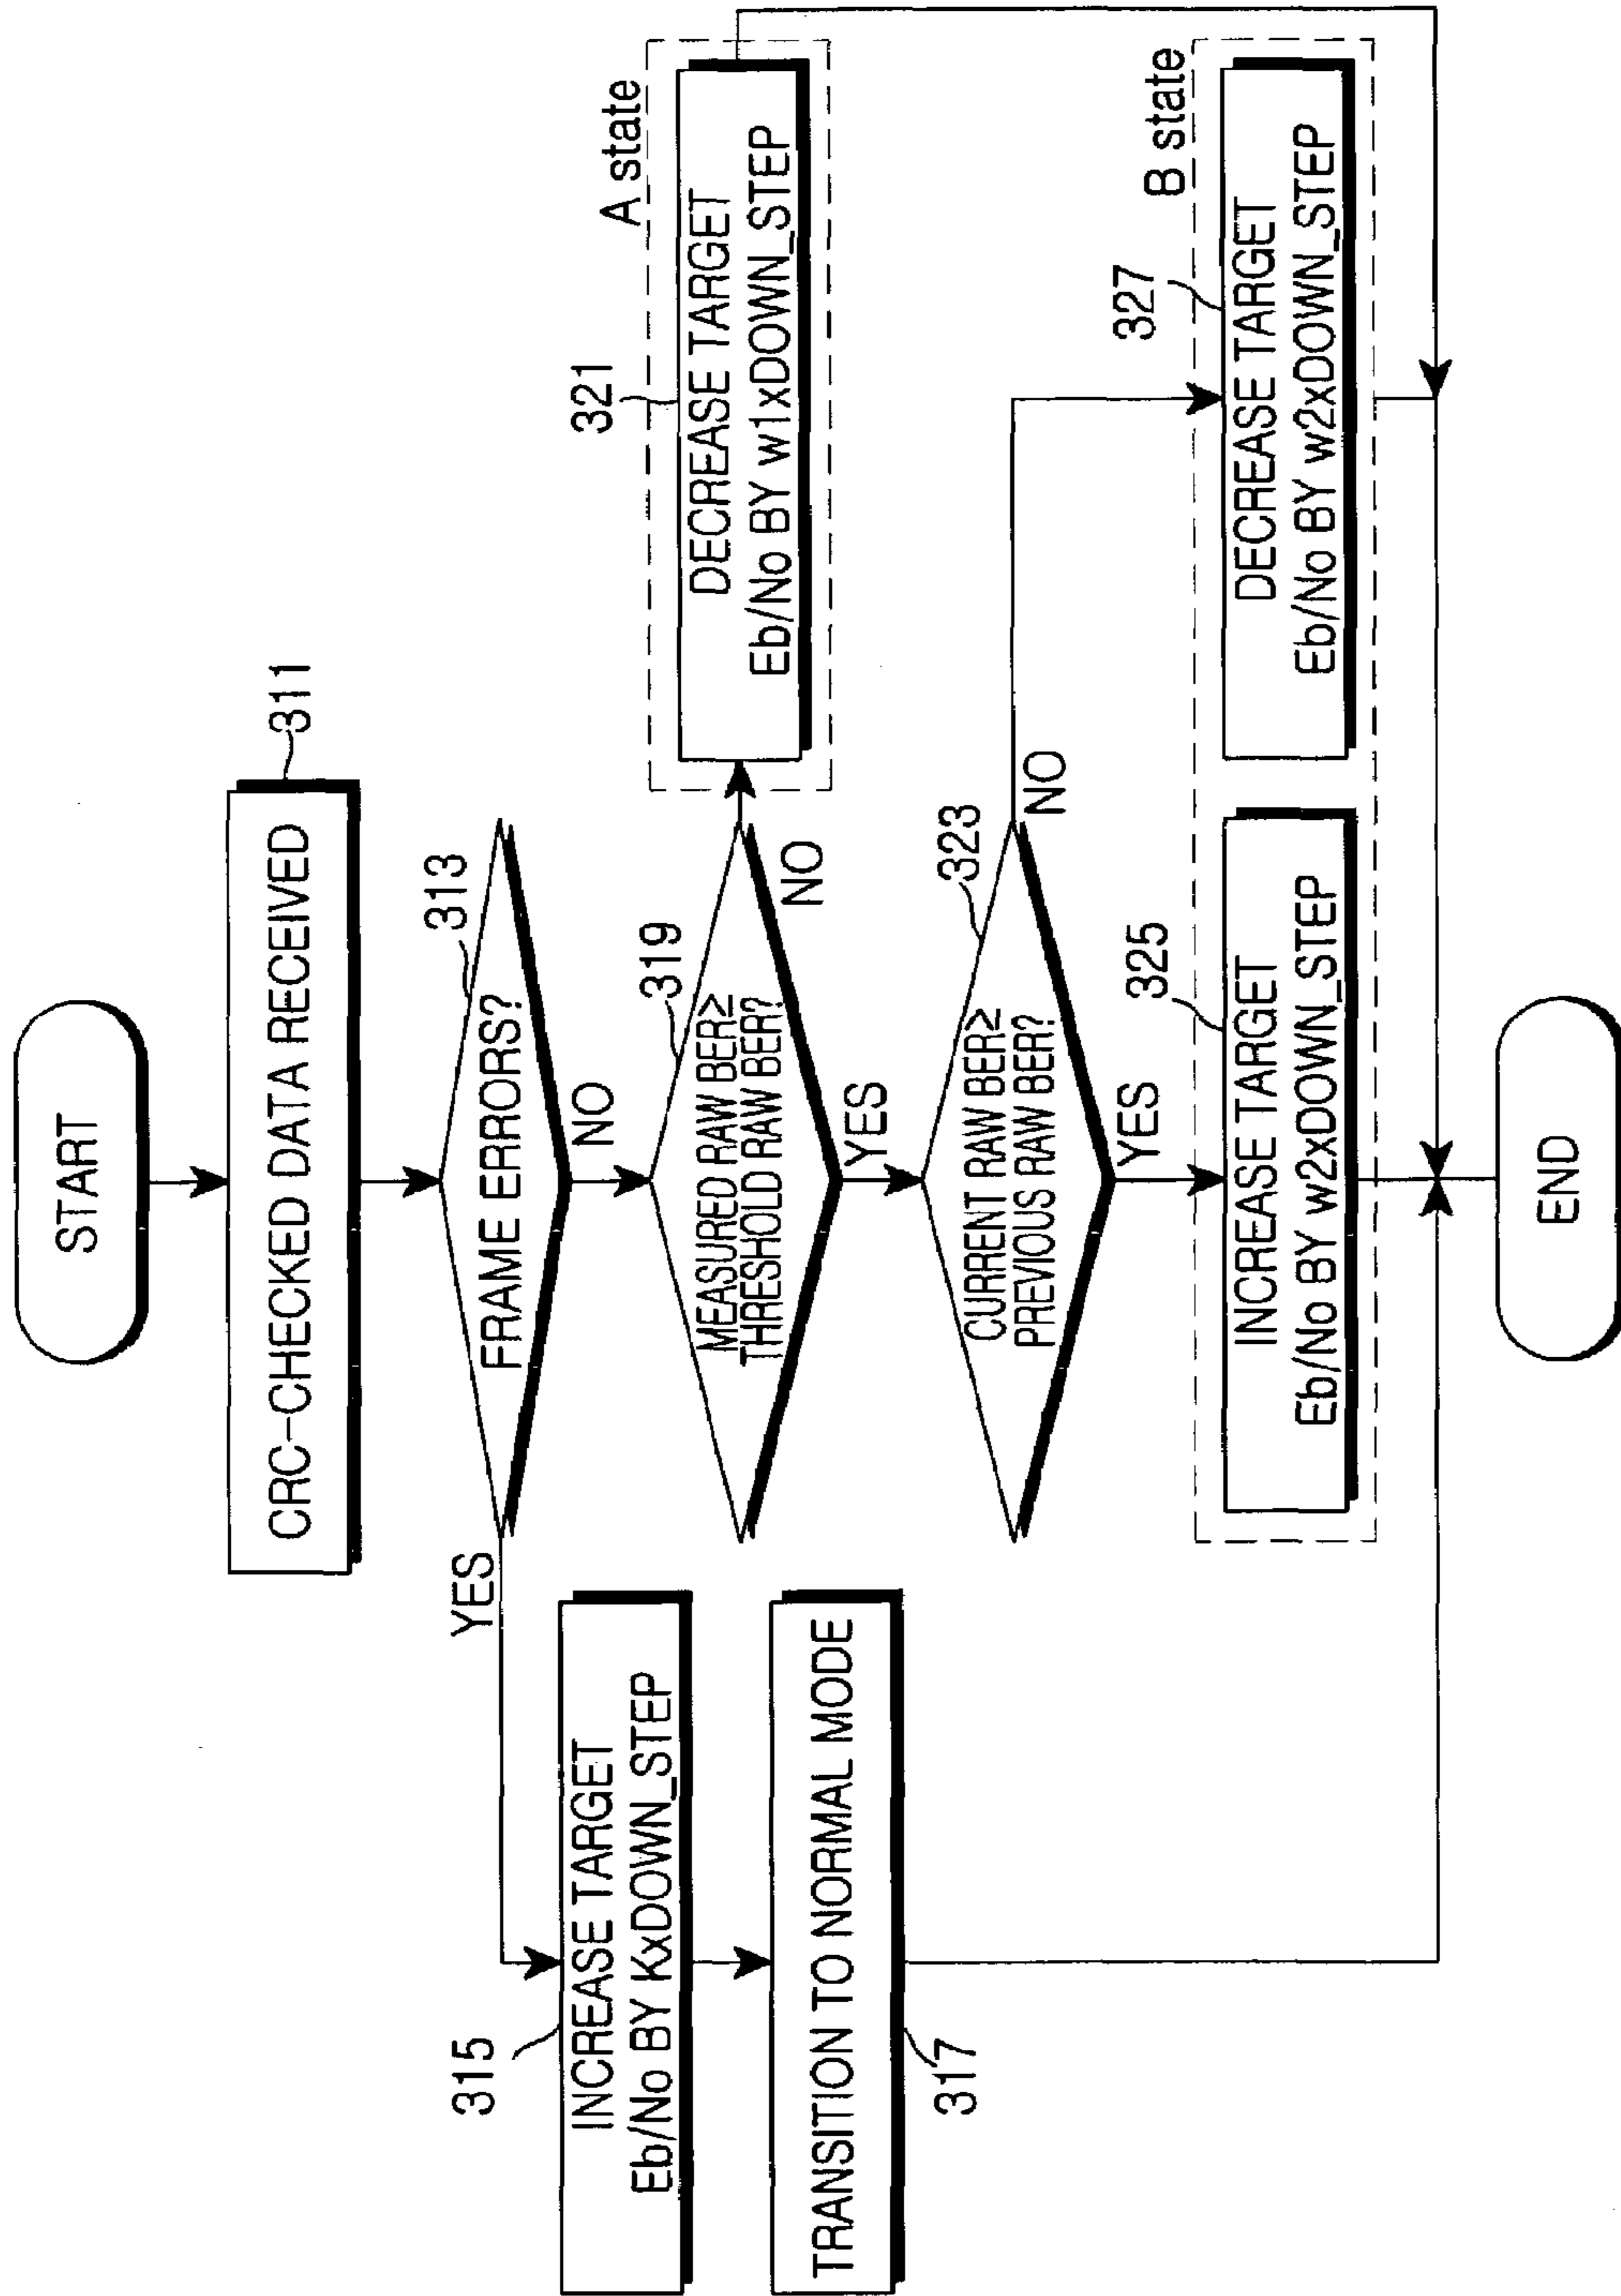 START
CRC-CHECKED DATA RECEIVED
311
313
FRAME ERRORS?
YES
NO
315
INCREASE TARGET
Eb/No BY KxDOWN_STEP
319
MEASURED RAW BER≥
THRESHOLD RAW BER?
NO
YES
321
A state
DECREASE TARGET
Eb/No BY w1xDOWN_STEP
TRANSITION TO NORMAL MODE
317
323
CURRENT RAW BER≥
PREVIOUS RAW BER?
NO
YES
325
INCREASE TARGET
Eb/No BY w2xDOWN_STEP
327
B state
DECREASE TARGET
Eb/No BY w2xDOWN_STEP
END